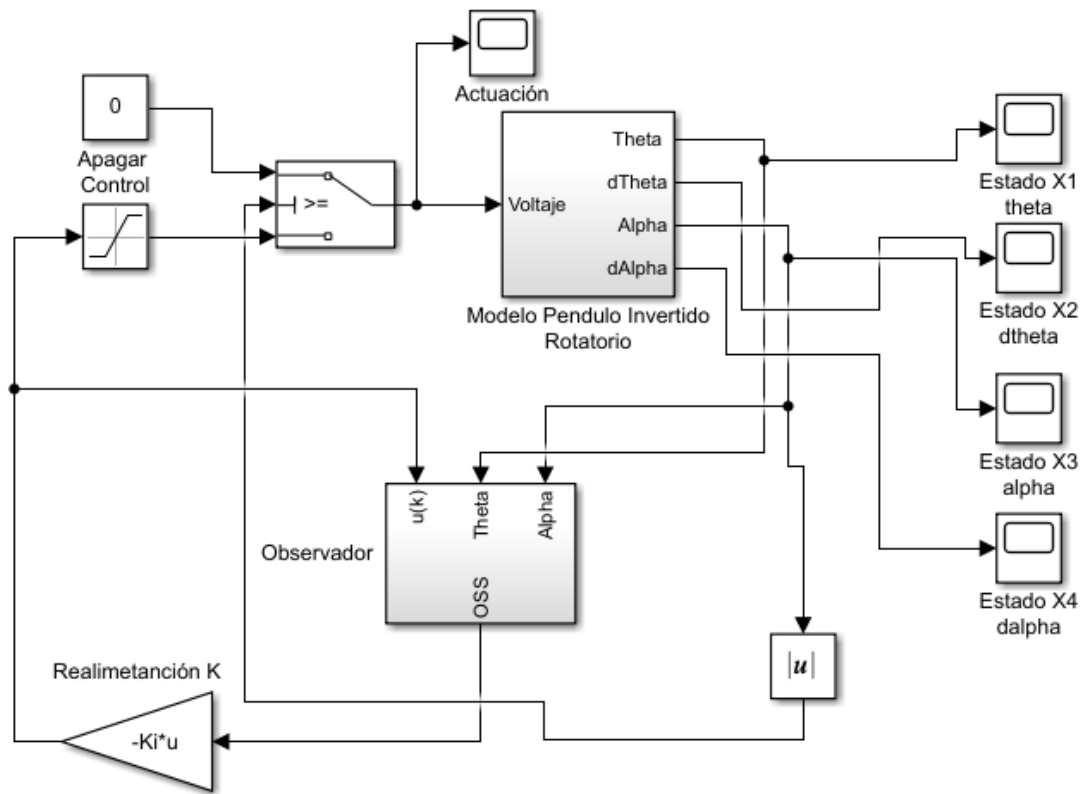 Actuación
0
Apagar
Control
>=
Voltaje
Theta
dTheta
Alpha
dAlpha
Modelo Pendulo Invertido
Rotatorio
Estado X1
theta
Estado X2
dtheta
Estado X3
alpha
Estado X4
dalpha
Observador
u(k)
Theta
Alpha
OSS
|u|
Realimetanción K
-Ki*u